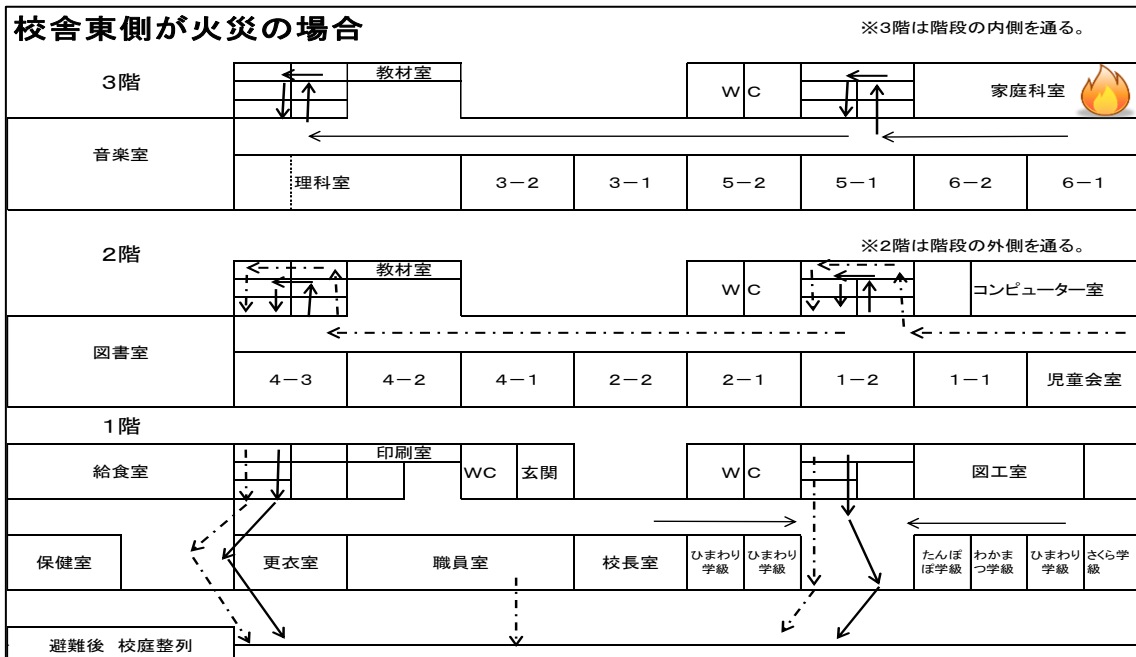 校舎東側が火災の場合
※3階は階段の内側を通る。
3階
教材室
WC
家庭科室
音楽室
理科室
3-2
3-1
5-2
5-1
6-2
6-1
2階
※2階は階段の外側を通る。
教材室
WC
コンピューター室
図書室
4-3
4-2
4-1
2-2
2-1
1-2
1-1
児童会室
1階
給食室
印刷室
WC
玄関
WC
図工室
保健室
更衣室
職員室
校長室
ひまわり
学級
ひまわり
学級
たんぽ
ぽ学級
わかま
つ学級
ひまわり
学級
さくら学
級
避難後 校庭整列